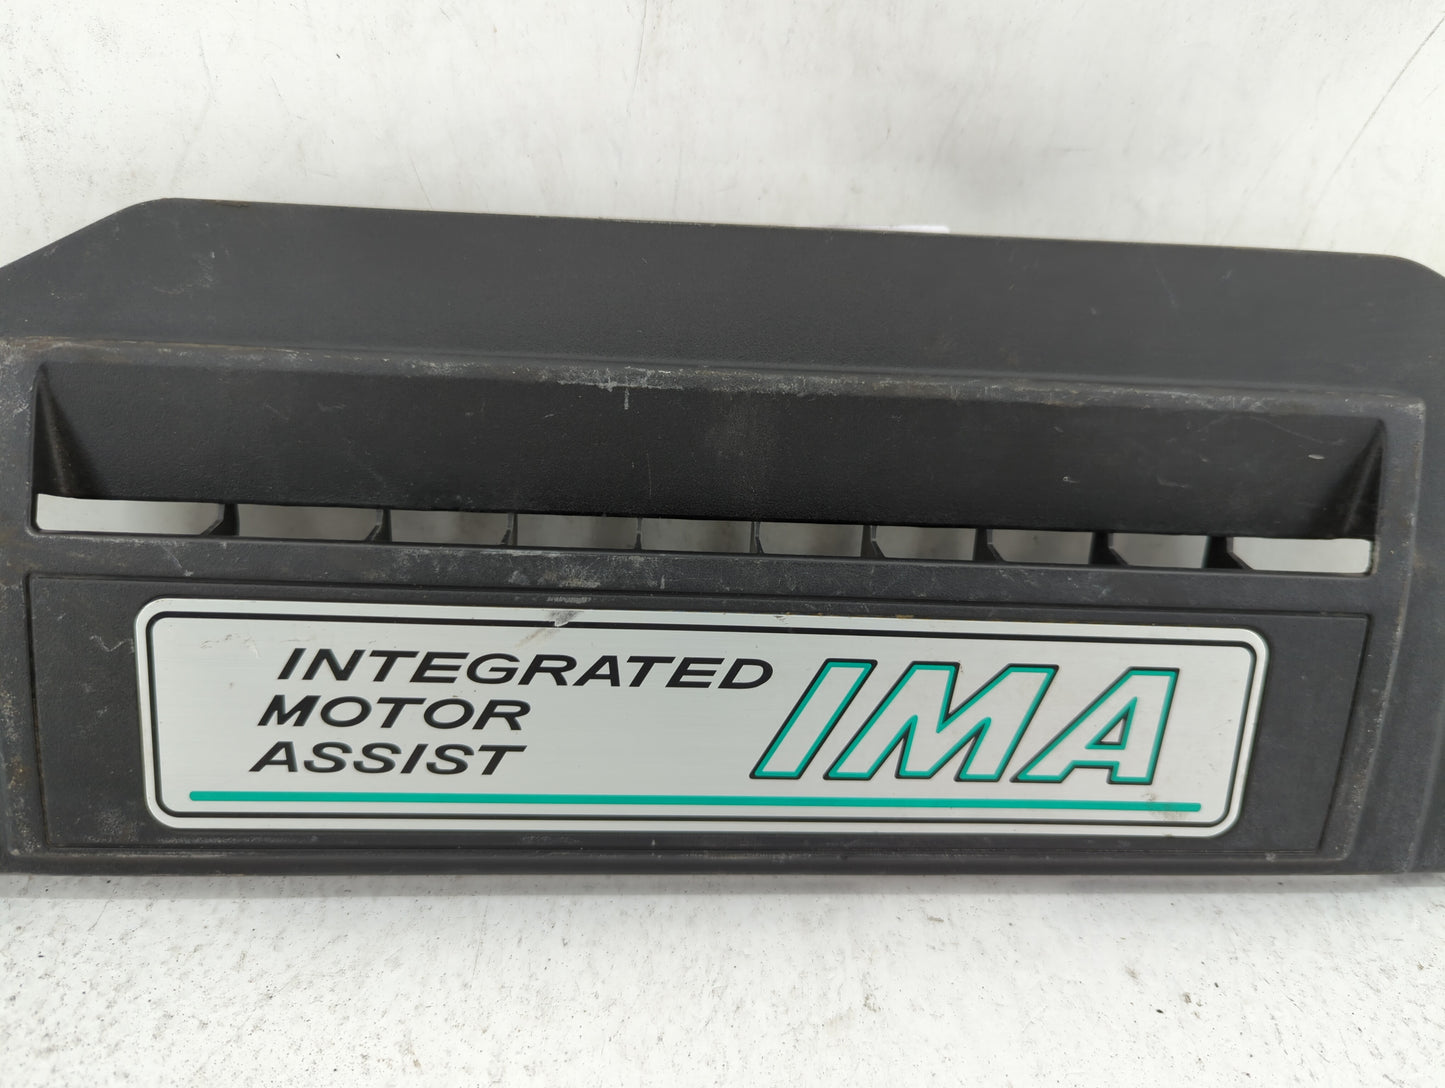 INTEGRATED
MOTOR
ASSIST
IMA